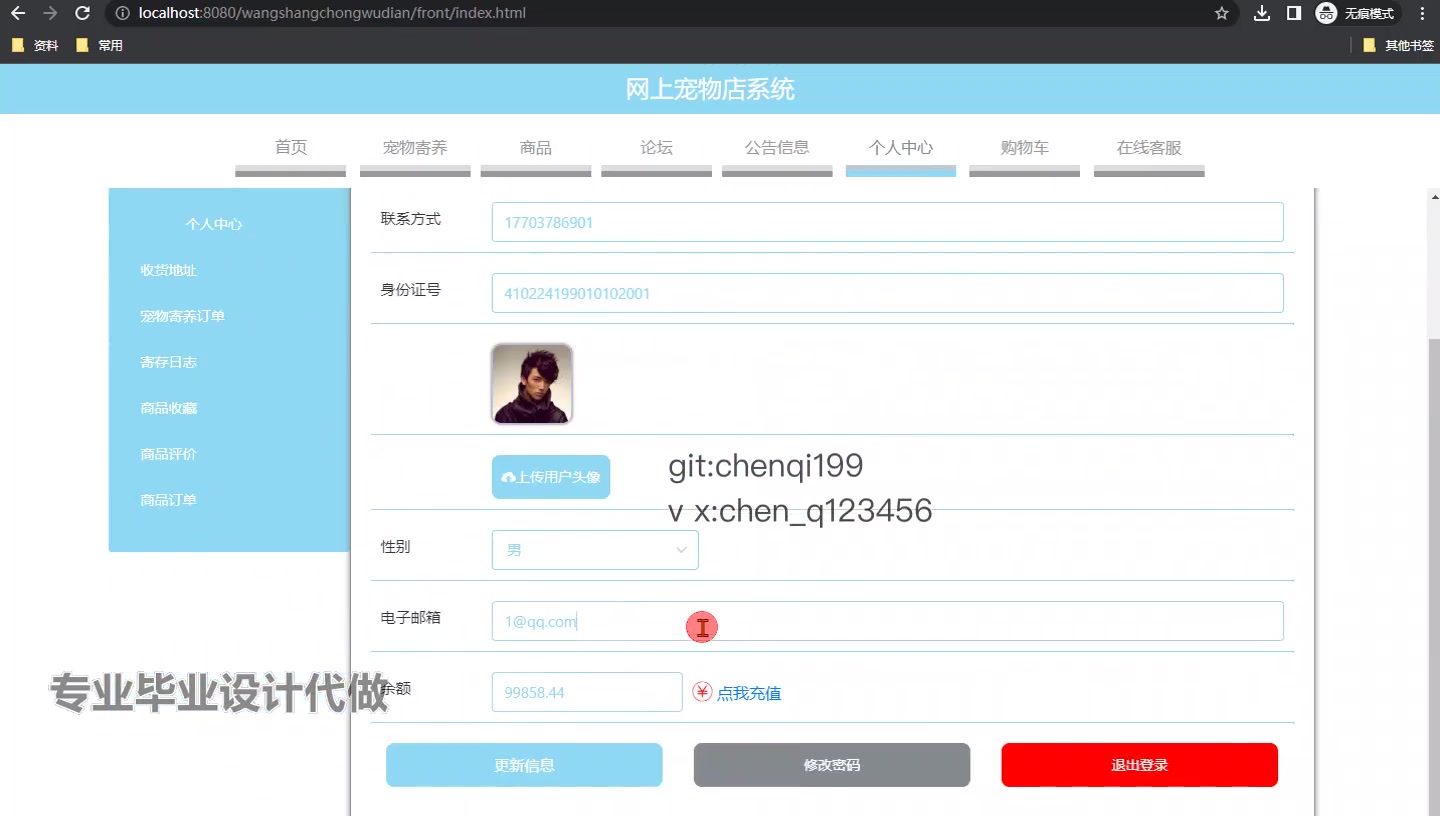 localhost:8080/wangshangchongwudian/front/index.html
无痕模式
资料 常用 其他书签
网上宠物店系统
首页 宠物寄养 商品 论坛 公告信息 个人中心 购物车 在线客服
个人中心
收货地址
宠物寄养订单
寄存日志
商品收藏
商品评价
商品订单
联系方式 17703786901
身份证号 410224199010102001
上传用户头像
git:chenqi199
v x:chen_q123456
性别 男
电子邮箱 1@qq.com
专业毕业设计代做
余额 99858.44 点我充值
更新信息 修改密码 退出登录